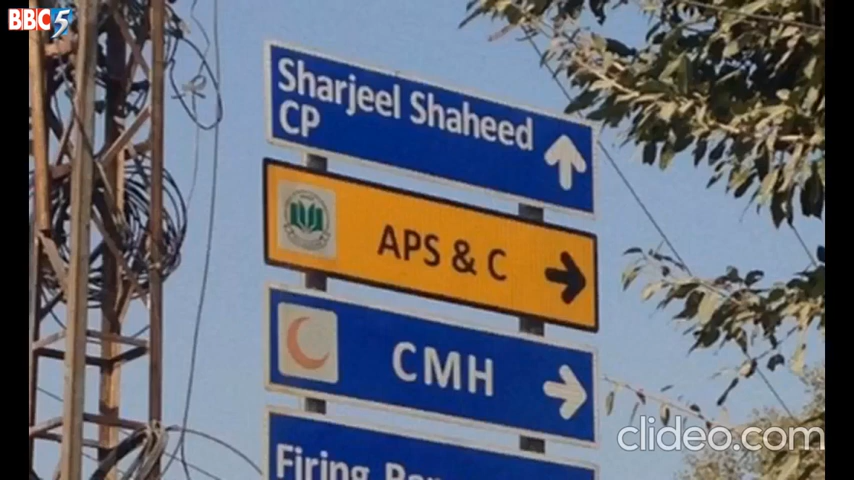 BBC 5
Sharjeel Shaheed
CP
APS & C
CMH
Firing
clideo.com